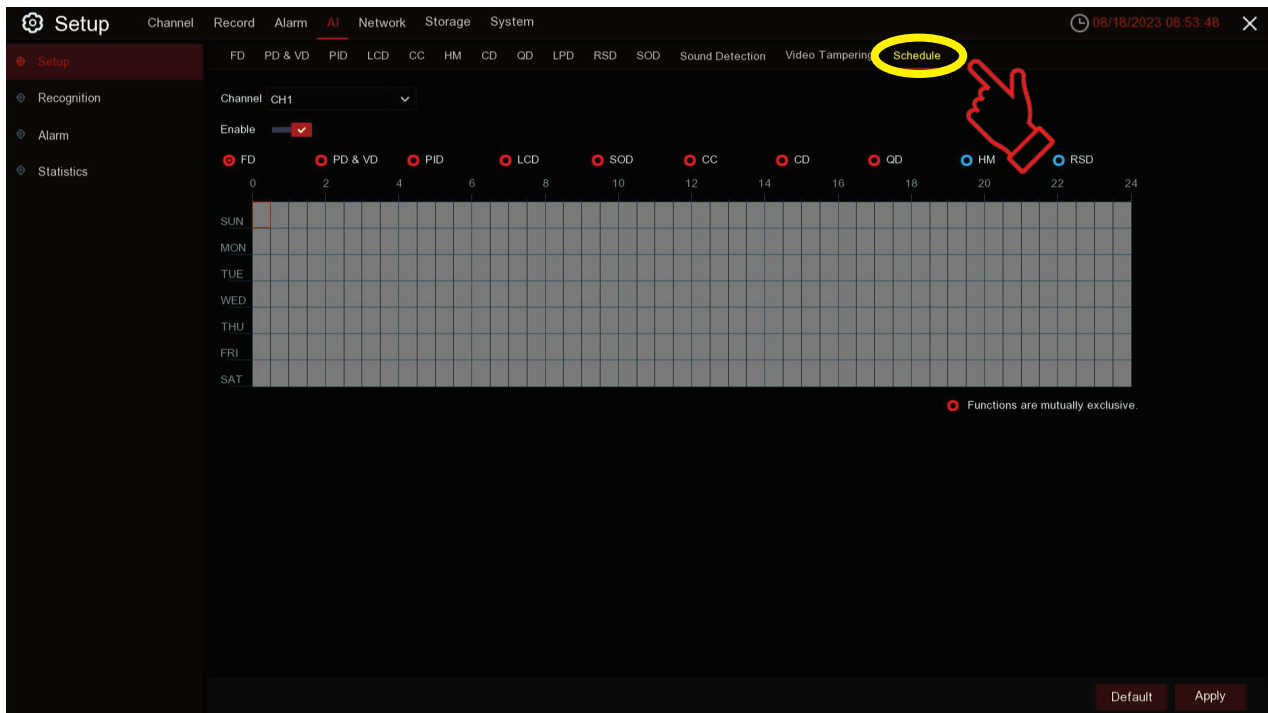 Setup Channel Record Alarm AI Network Storage System 08/18/2023 08:53:48
Setup
Recognition
Alarm
Statistics
FD PD & VD PID LCD CC HM CD QD LPD RSD SOD Sound Detection Video Tampering Schedule
Channel CH1
Enable
FD PD & VD PID LCD SOD CC CD QD HM RSD
0 2 4 6 8 10 12 14 16 18 20 22 24
SUN
MON
TUE
WED
THU
FRI
SAT
Functions are mutually exclusive.
Default Apply